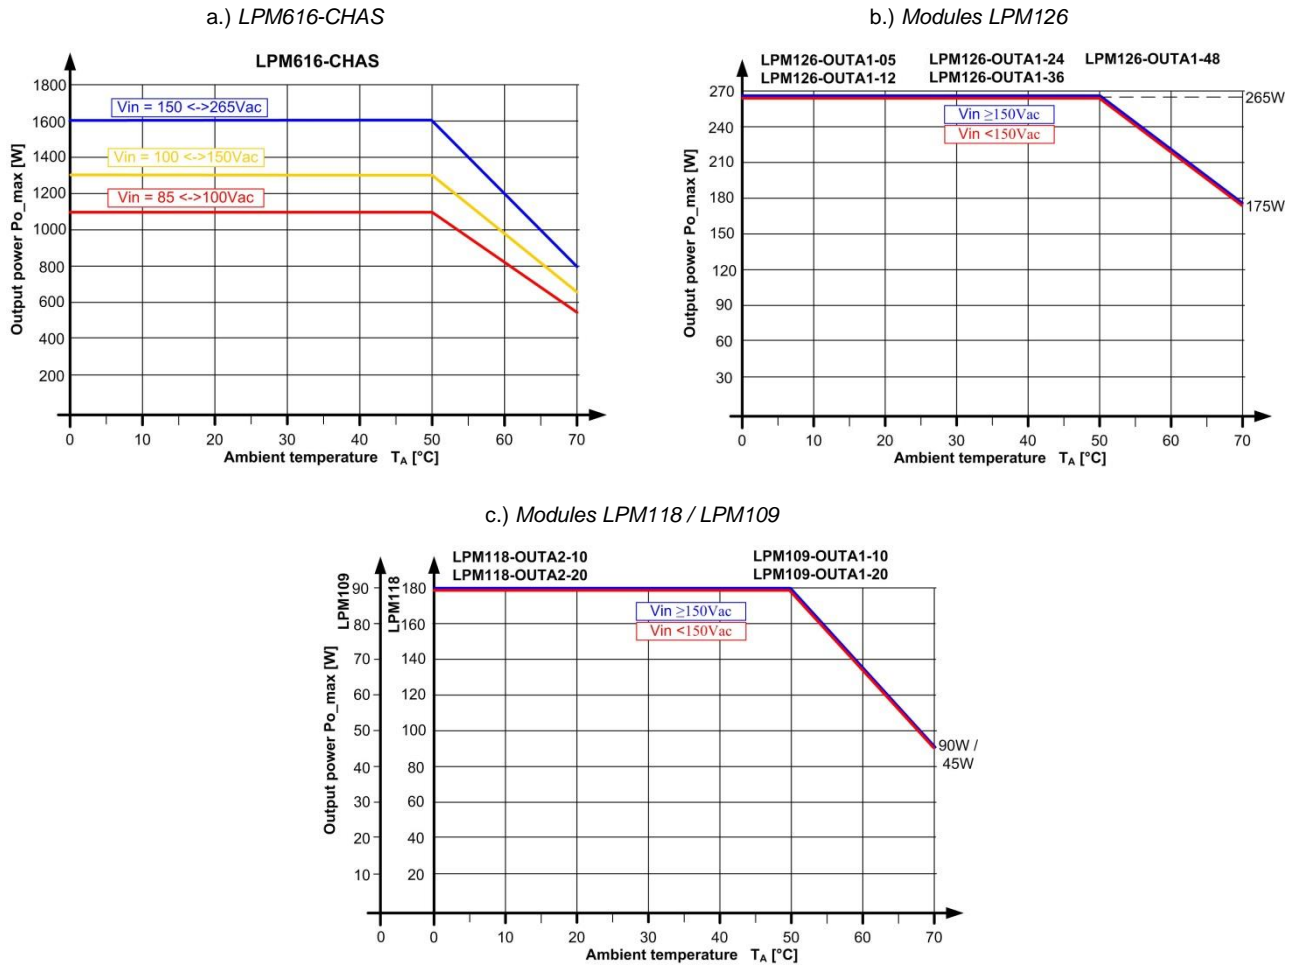 a.) LPM616-CHAS
b.) Modules LPM126
LPM616-CHAS
Output power Po_max [W]
1800
1600
1400
1200
1000
800
600
400
200
Vin = 150 <->265Vac
Vin = 100 <->150Vac
Vin = 85 <->100Vac
0 10 20 30 40 50 60 70
Ambient temperature TA [°C]
LPM126-OUTA1-05 LPM126-OUTA1-24 LPM126-OUTA1-48
LPM126-OUTA1-12 LPM126-OUTA1-36
Output power Po_max [W]
270
240
210
180
150
120
90
60
30
Vin ≥150Vac
Vin <150Vac
265W
175W
0 10 20 30 40 50 60 70
Ambient temperature TA [°C]
c.) Modules LPM118 / LPM109
LPM118-OUTA2-10 LPM109-OUTA1-10
LPM118-OUTA2-20 LPM109-OUTA1-20
Output power Po_max [W]
LPM109
LPM118
90 180
80 160
70 140
60 120
50 100
40 80
30 60
20 40
10 20
Vin ≥150Vac
Vin <150Vac
90W /
45W
0 0 10 20 30 40 50 60 70
Ambient temperature TA [°C]